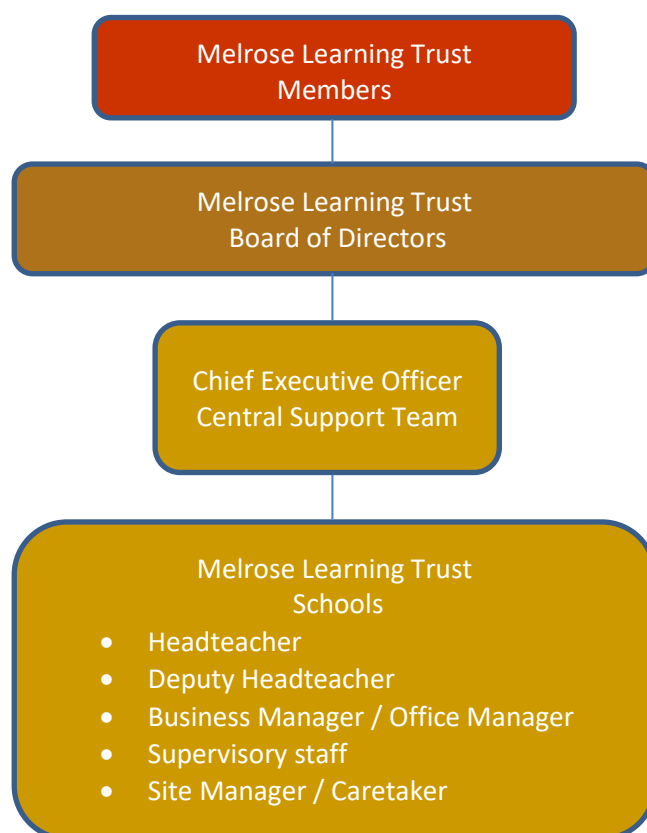 Melrose Learning Trust
Members
Melrose Learning Trust
Board of Directors
Chief Executive Officer
Central Support Team
Melrose Learning Trust
Schools
• Headteacher
• Deputy Headteacher
• Business Manager / Office Manager
• Supervisory staff
• Site Manager / Caretaker